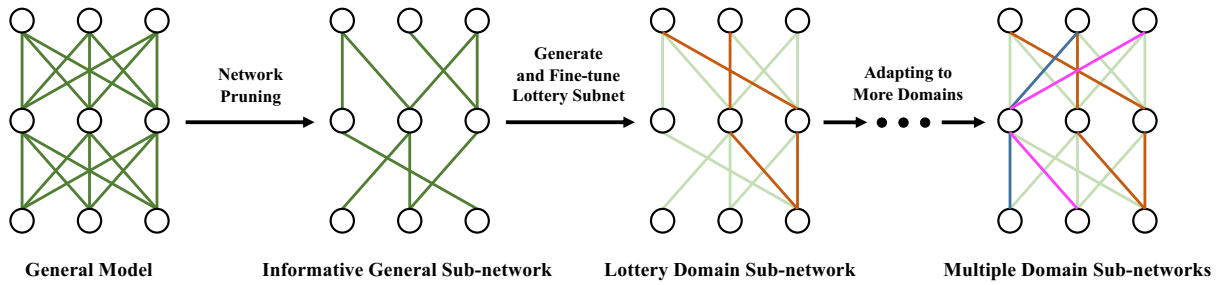 Network
Pruning
Generate
and Fine-tune
Lottery Subnet
Adapting to
More Domains
General Model
Informative General Sub-network
Lottery Domain Sub-network
Multiple Domain Sub-networks